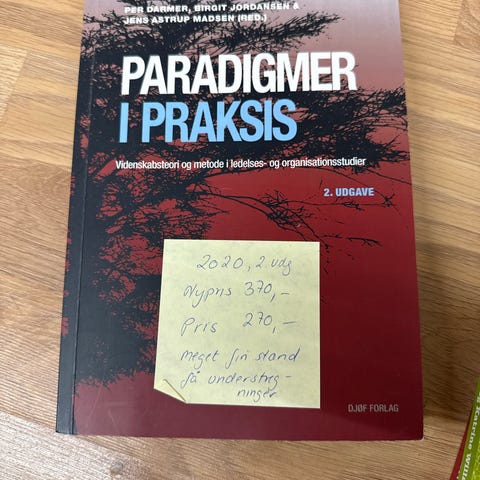 PER DARMER, BIRGIT JORDANSEN &
JENS ASTRUP MADSEN (RED.)
PARADIGMER
I PRAKSIS
Videnskabsteori og metode i ledelses- og organisationsstudier
2. UDGAVE
2020, 2. udg
Nypris 370,-
Pris 270,-
Meget fin stand
få understreg-
ninger
DJØF FORLAG